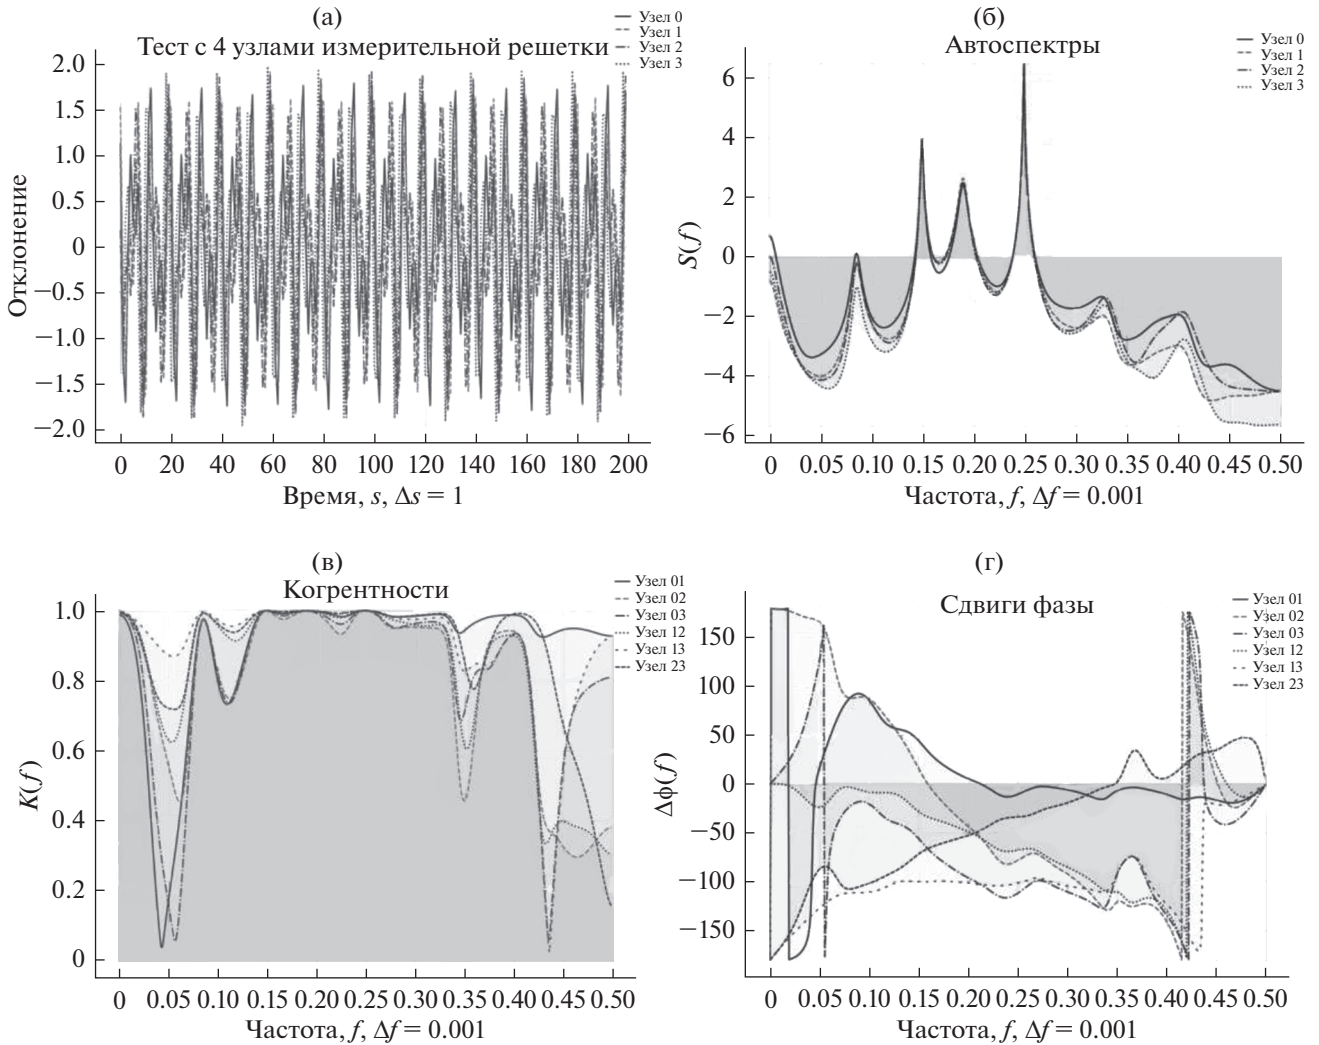 (а)
Тест с 4 узлами измерительной решетки
Узел 0
Узел 1
Узел 2
Узел 3
Отклонение
2.0
1.5
1.0
0.5
0
−0.5
−1.0
−1.5
−2.0
0 20 40 60 80 100 120 140 160 180 200
Время, s, Δs = 1
(б)
Автоспектры
Узел 0
Узел 1
Узел 2
Узел 3
S(f)
6
4
2
0
−2
−4
−6
0 0.05 0.10 0.15 0.20 0.25 0.30 0.35 0.40 0.45 0.50
Частота, f, Δf = 0.001
(в)
Когрентности
Узел 01
Узел 02
Узел 03
Узел 12
Узел 13
Узел 23
K(f)
1.0
0.8
0.6
0.4
0.2
0
0 0.05 0.10 0.15 0.20 0.25 0.30 0.35 0.40 0.45 0.50
Частота, f, Δf = 0.001
(г)
Сдвиги фазы
Узел 01
Узел 02
Узел 03
Узел 12
Узел 13
Узел 23
Δϕ(f)
150
100
50
0
−50
−100
−150
0 0.05 0.10 0.15 0.20 0.25 0.30 0.35 0.40 0.45 0.50
Частота, f, Δf = 0.001